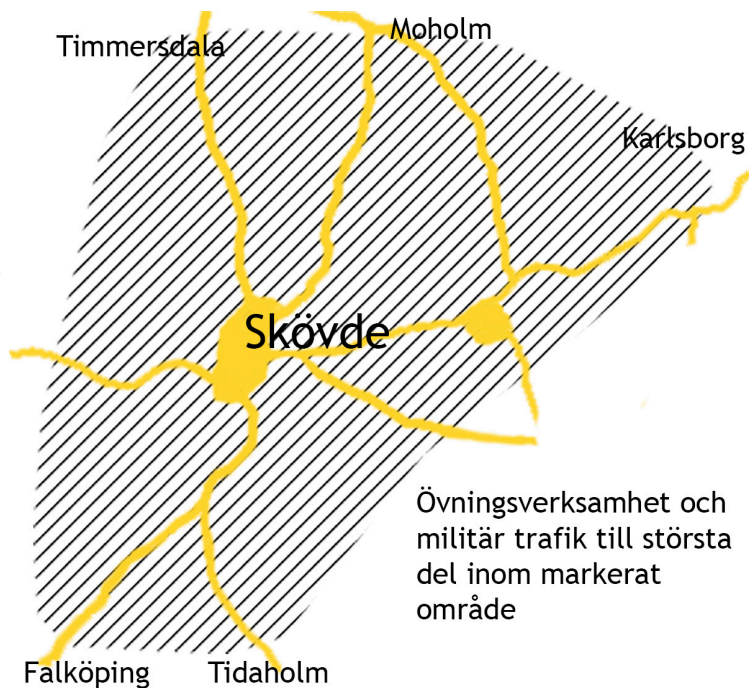 Timmersdala
Moholm
Karlsborg
Skövde
Övningsverksamhet och
militär trafik till största
del inom markerat
område
Falköping
Tidaholm